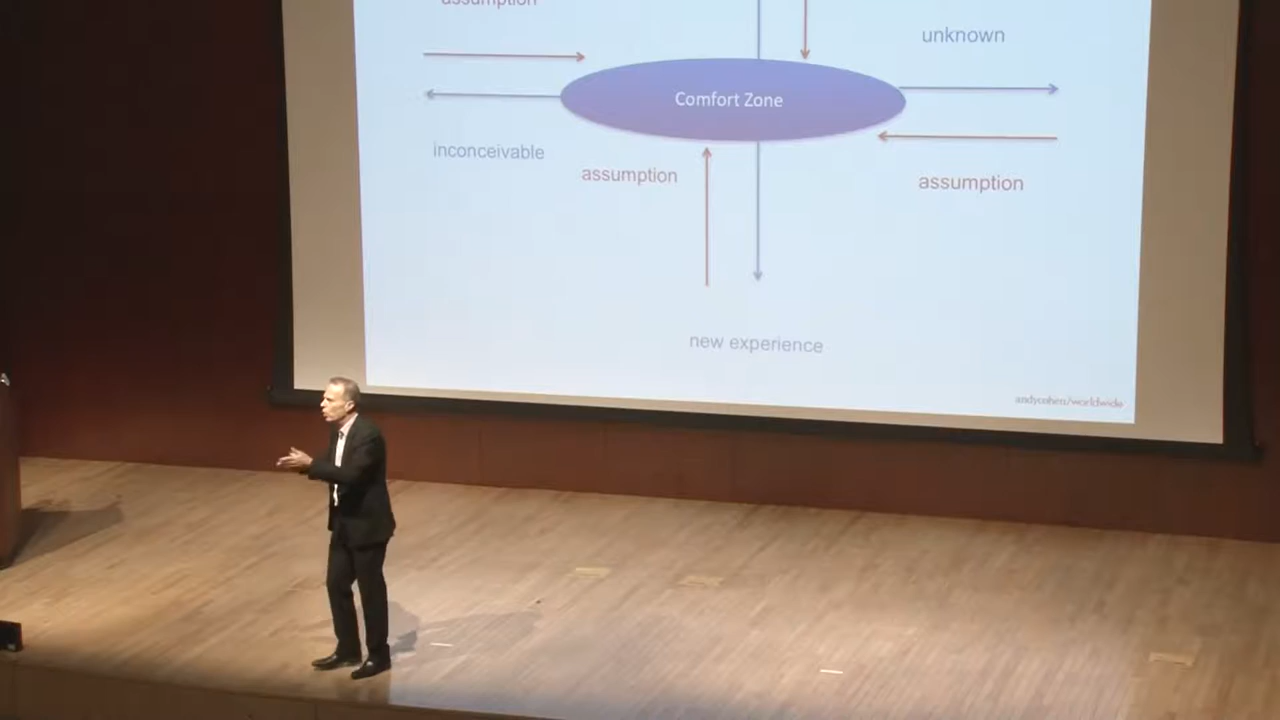 assumption
unknown
Comfort Zone
inconceivable
assumption
assumption
new experience
andycohen/worldwide